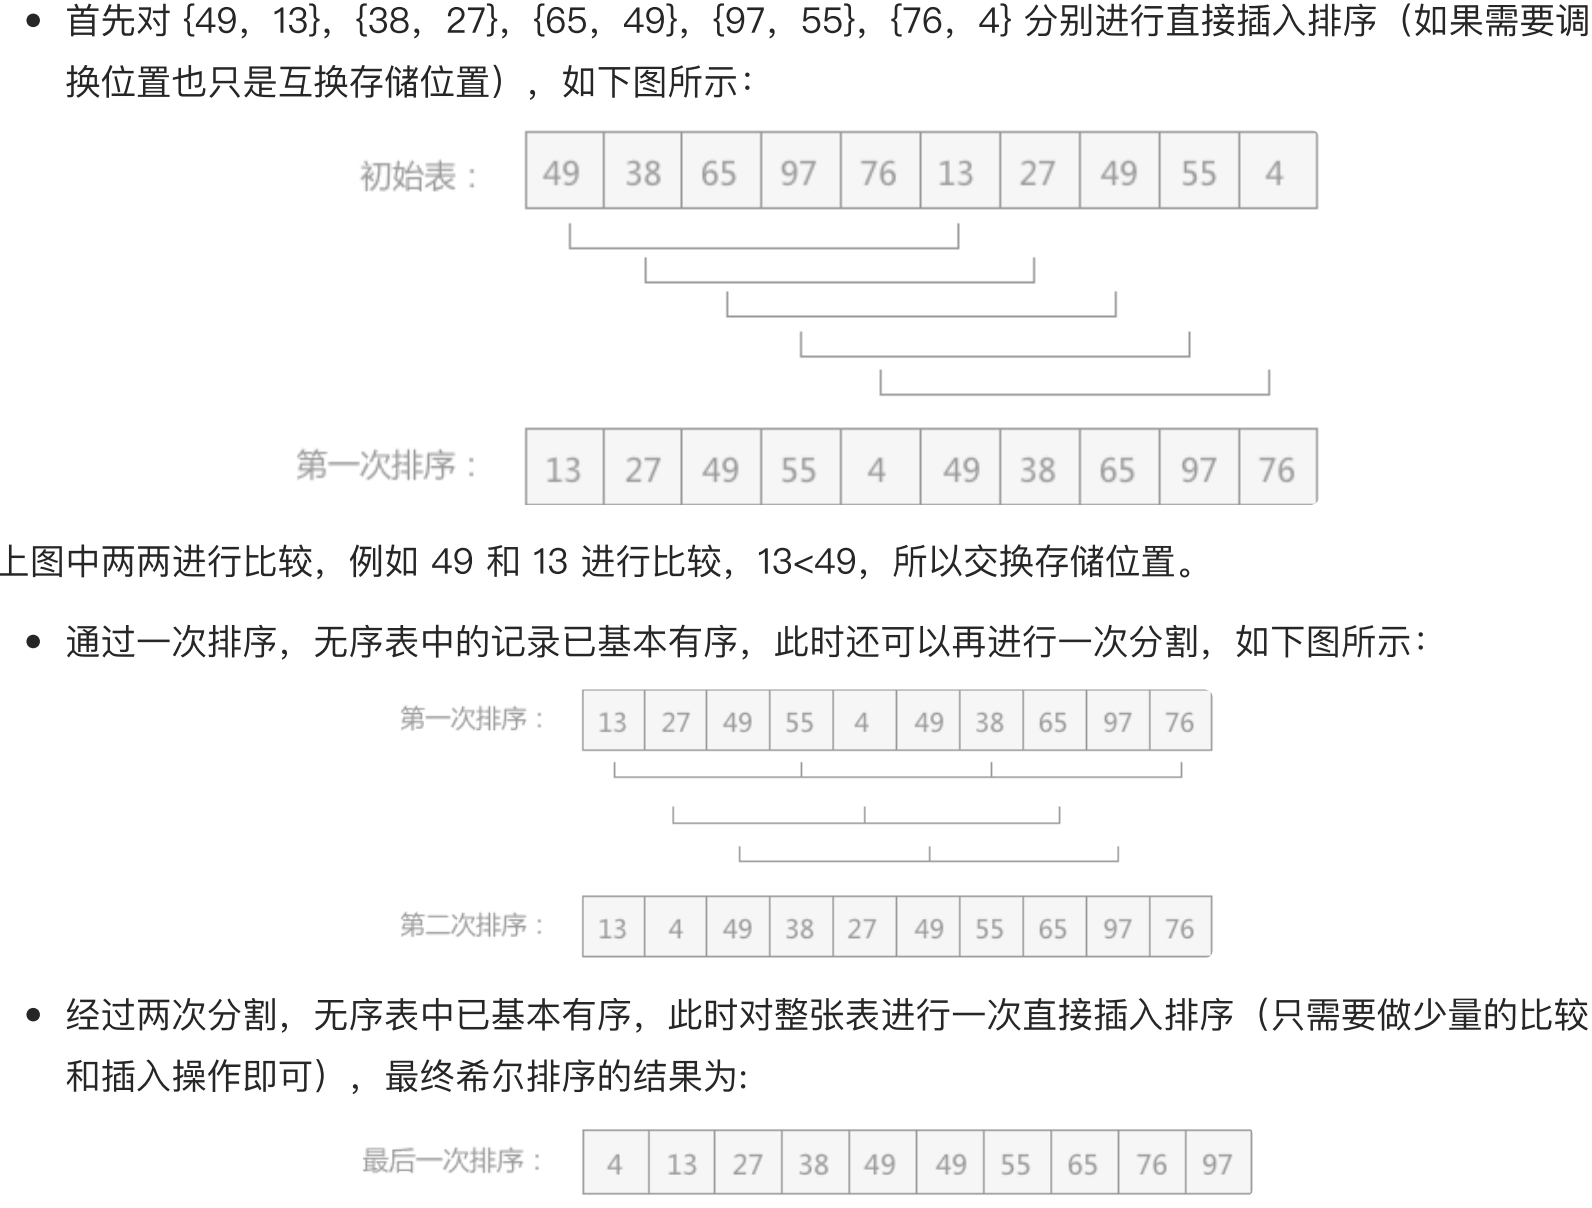 • 首先对 {49，13}，{38，27}，{65，49}，{97，55}，{76，4} 分别进行直接插入排序（如果需要调
换位置也只是互换存储位置），如下图所示：
初始表： 49 38 65 97 76 13 27 49 55 4
第一次排序： 13 27 49 55 4 49 38 65 97 76
上图中两两进行比较，例如 49 和 13 进行比较，13<49，所以交换存储位置。
• 通过一次排序，无序表中的记录已基本有序，此时还可以再进行一次分割，如下图所示：
第一次排序： 13 27 49 55 4 49 38 65 97 76
第二次排序： 13 4 49 38 27 49 55 65 97 76
• 经过两次分割，无序表中已基本有序，此时对整张表进行一次直接插入排序（只需要做少量的比较
和插入操作即可），最终希尔排序的结果为:
最后一次排序： 4 13 27 38 49 49 55 65 76 97